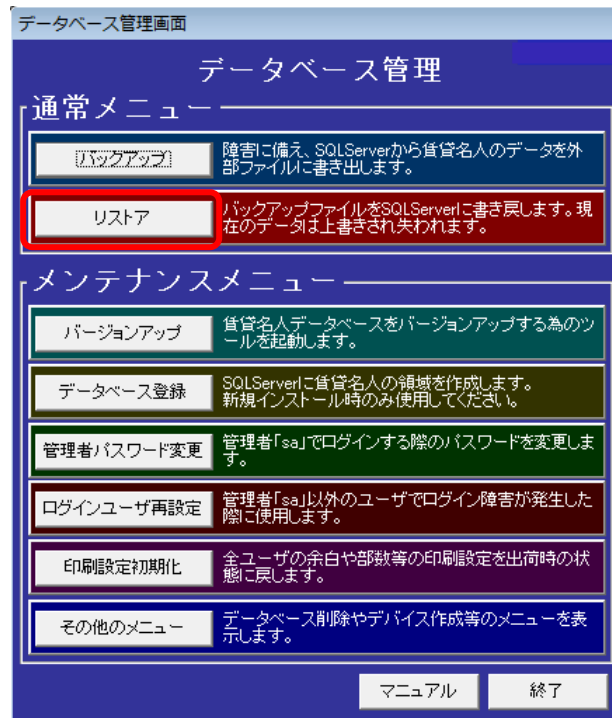 データベース管理画面
データベース管理
通常メニュー
バックアップ
障害に備え、SQLServerから賃貸名人のデータを外
部ファイルに書き出します。
リストア
バックアップファイルをSQLServerに書き戻します。現
在のデータは上書きされ失われます。
メンテナンスメニュー
バージョンアップ
賃貸名人データベースをバージョンアップする為のツ
ールを起動します。
データベース登録
SQLServerに賃貸名人の領域を作成します。
新規インストール時のみ使用してください。
管理者パスワード変更
管理者「sa」でログインする際のパスワードを変更しま
す。
ログインユーザ再設定
管理者「sa」以外のユーザでログイン障害が発生した
際に使用します。
印刷設定初期化
全ユーザの余白や部数等の印刷設定を出荷時の状
態に戻します。
その他のメニュー
データベース削除やデバイス作成等のメニューを表
示します。
マニュアル
終了